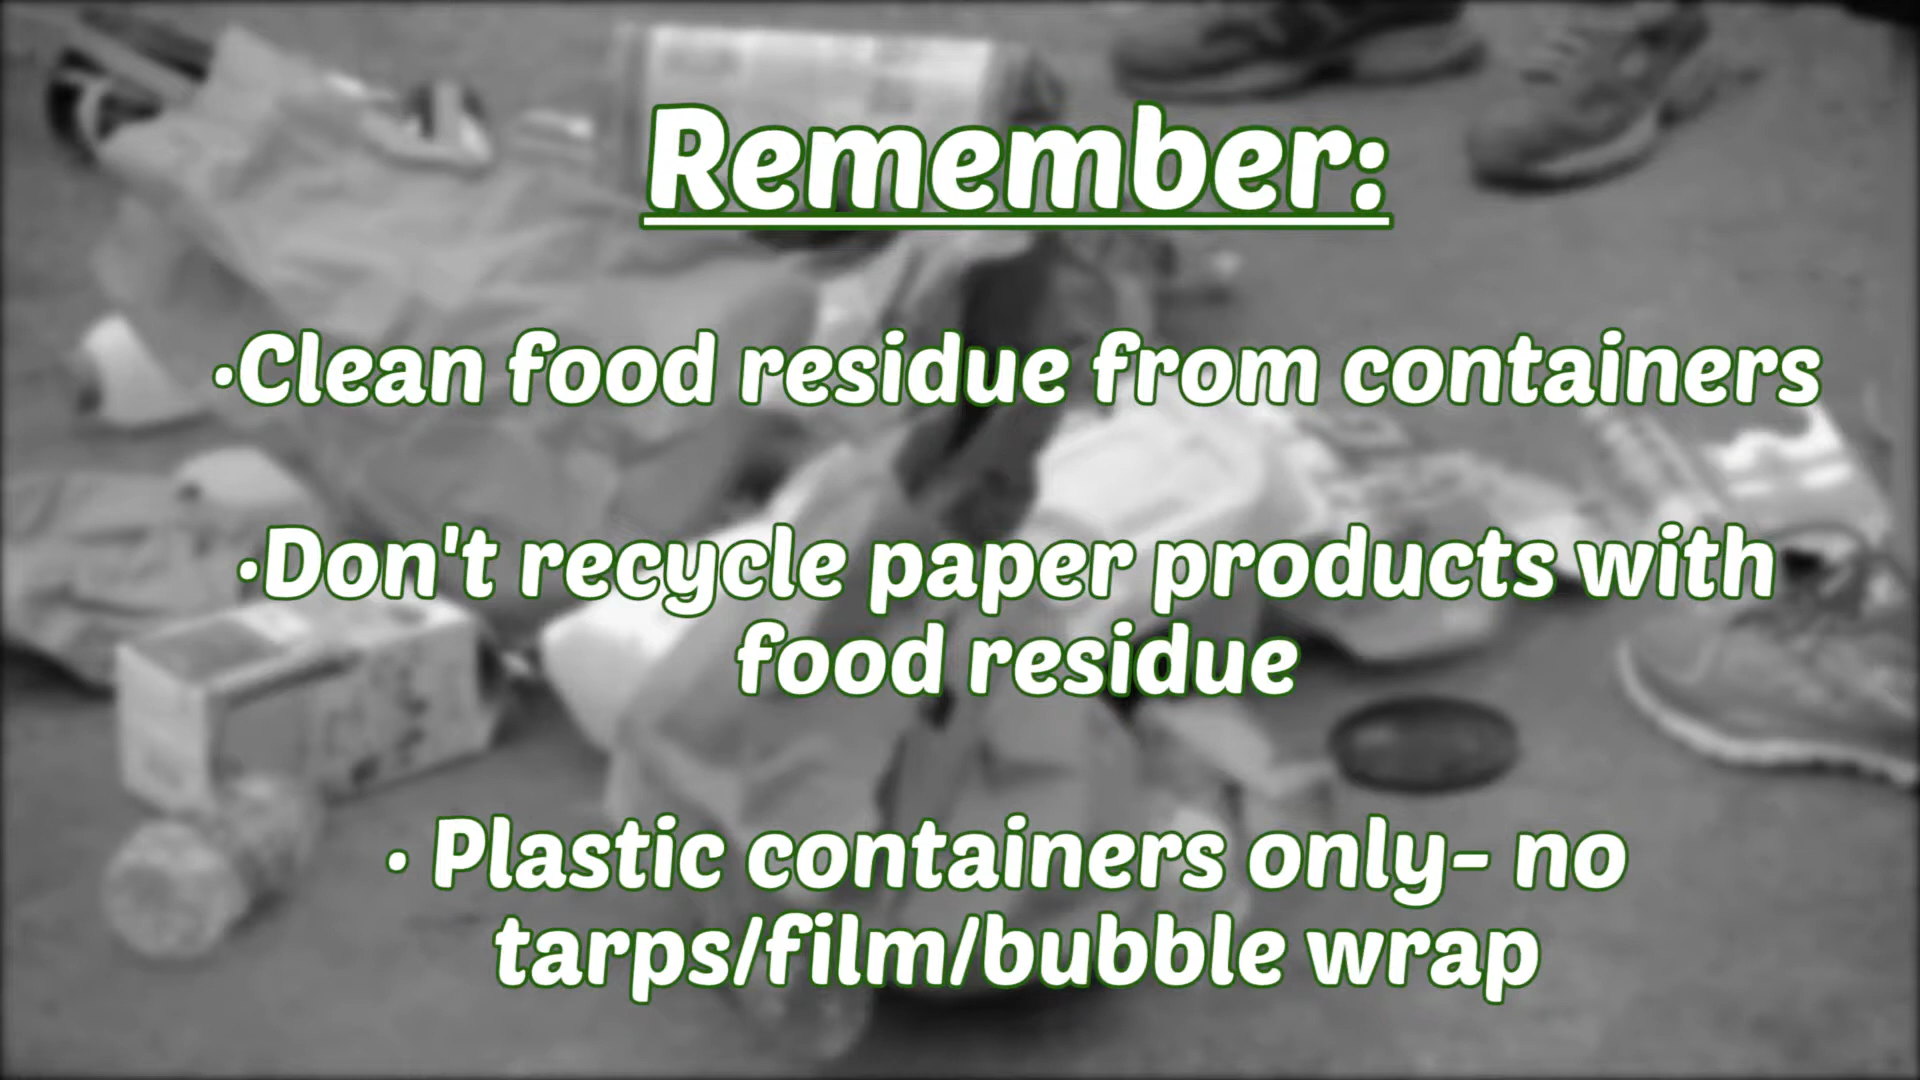 Remember:
·Clean food residue from containers
·Don't recycle paper products with
food residue
· Plastic containers only- no
tarps/film/bubble wrap